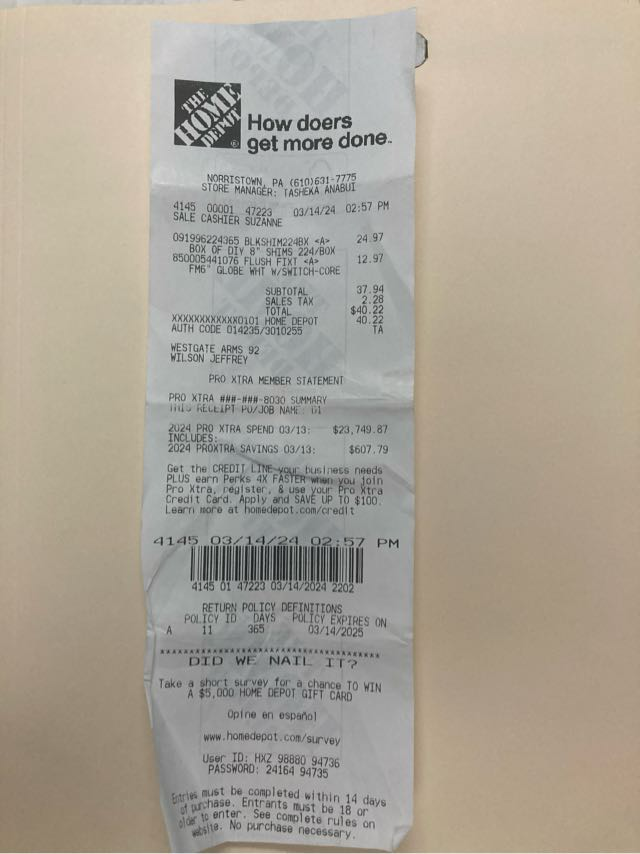 THE
HOME
DEPOT
®
How doers
get more done™
NORRISTOWN, PA (610)631-7775
STORE MANAGER: TASHEKA ANABUI
4145 00001 47223 03/14/24 02:57 PM
SALE CASHIER SUZANNE
091996224365 BLKSHIM224BX <A> 24.97
BOX OF DIY 8" SHIMS 224/BOX
850005441076 FLUSH FIXT <A> 12.97
FM6" GLOBE WHT W/SWITCH-CORE
SUBTOTAL 37.94
SALES TAX 2.28
TOTAL $40.22
XXXXXXXXXXXX0101 HOME DEPOT 40.22
AUTH CODE 014235/3010255 TA
WESTGATE ARMS 92
WILSON JEFFREY
PRO XTRA MEMBER STATEMENT
PRO XTRA ###-###-8030 SUMMARY
THIS RECEIPT PO/JOB NAME: 01
2024 PRO XTRA SPEND 03/13: $23,749.87
INCLUDES:
2024 PROXTRA SAVINGS 03/13: $607.79
Get the CREDIT LINE your business needs
PLUS earn Perks 4X FASTER when you join
Pro Xtra, register, & use your Pro Xtra
Credit Card. Apply and SAVE UP TO $100.
Learn more at homedepot.com/credit
4145 03/14/24 02:57 PM
4145 01 47223 03/14/2024 2202
RETURN POLICY DEFINITIONS
POLICY ID DAYS POLICY EXPIRES ON
A 11 365 03/14/2025
DID WE NAIL IT?
Take a short survey for a chance TO WIN
A $5,000 HOME DEPOT GIFT CARD
Opine en español
www.homedepot.com/survey
User ID: HXZ 98880 94736
PASSWORD: 24164 94735
Entries must be completed within 14 days
of purchase. Entrants must be 18 or
older to enter. See complete rules on
website. No purchase necessary.